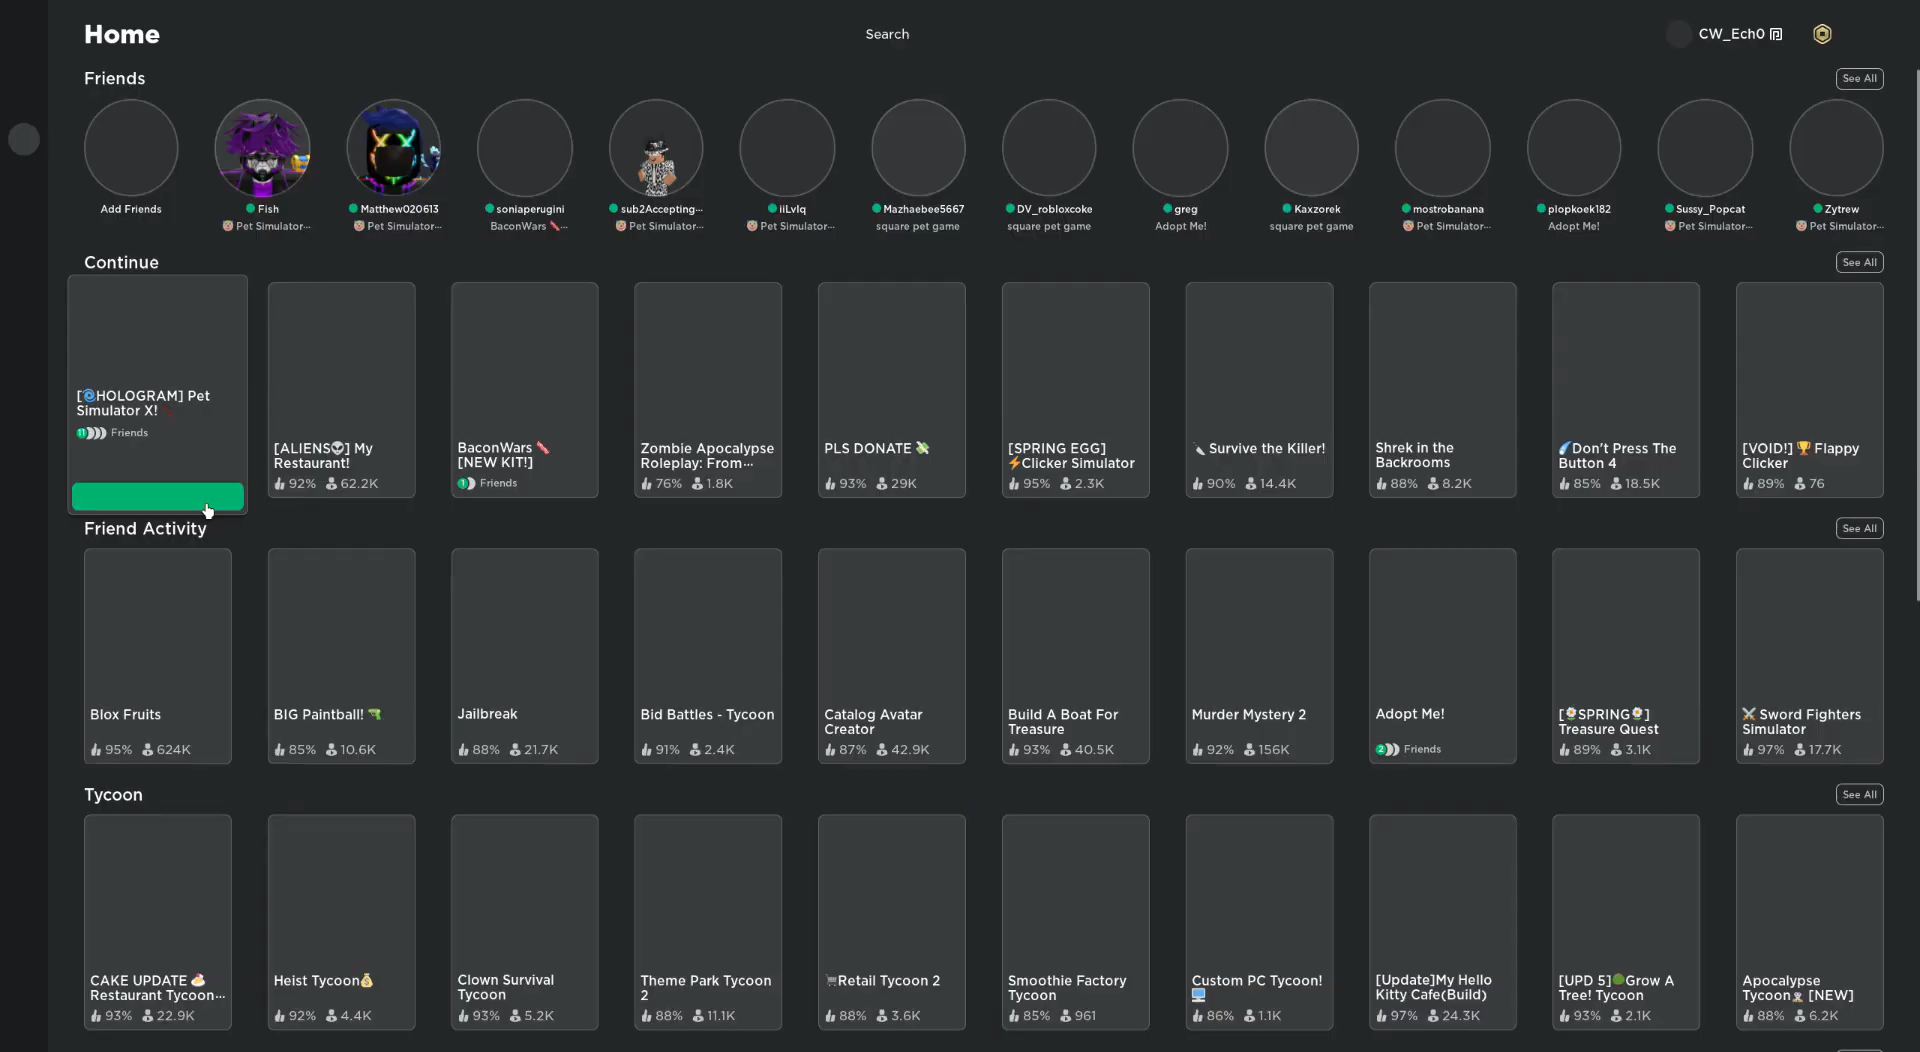 Home
Search
CW_Ech0
Friends
See All
Add Friends
Fish
Matthew020613
soniaperugini
sub2Accepting...
iiLvlq
Mazhaebee5667
DV_robloxcoke
greg
Kaxzorek
mostrobanana
plopkoek182
Sussy_Popcat
Zytrew
Pet Simulator...
Pet Simulator...
BaconWars ...
Pet Simulator...
Pet Simulator...
square pet game
square pet game
Adopt Me!
square pet game
Pet Simulator...
Adopt Me!
Pet Simulator...
Pet Simulator...
Continue
See All
[🌀HOLOGRAM] Pet
Simulator X!
11 Friends
[ALIENS👽] My
Restaurant!
92% 62.2K
BaconWars 🥓
[NEW KIT!]
1 Friends
Zombie Apocalypse
Roleplay: From...
76% 1.8K
PLS DONATE 💸
93% 29K
[SPRING EGG]
⚡Clicker Simulator
95% 2.3K
🔪 Survive the Killer!
90% 14.4K
Shrek in the
Backrooms
88% 8.2K
Don't Press The
Button 4
85% 18.5K
[VOID!] 🏆 Flappy
Clicker
89% 76
Friend Activity
See All
Blox Fruits
95% 624K
BIG Paintball! 🔫
85% 10.6K
Jailbreak
88% 21.7K
Bid Battles - Tycoon
91% 2.4K
Catalog Avatar
Creator
87% 42.9K
Build A Boat For
Treasure
93% 40.5K
Murder Mystery 2
92% 156K
Adopt Me!
2 Friends
[🌼SPRING🌼]
Treasure Quest
89% 3.1K
⚔️ Sword Fighters
Simulator
97% 17.7K
Tycoon
See All
CAKE UPDATE 🍰
Restaurant Tycoon...
93% 22.9K
Heist Tycoon💰
92% 4.4K
Clown Survival
Tycoon
93% 5.2K
Theme Park Tycoon
2
88% 11.1K
🛒Retail Tycoon 2
88% 3.6K
Smoothie Factory
Tycoon
85% 961
Custom PC Tycoon!
🖥️
86% 1.1K
[Update]My Hello
Kitty Cafe(Build)
97% 24.3K
[UPD 5]🌳Grow A
Tree! Tycoon
93% 2.1K
Apocalypse
Tycoon [NEW]
88% 6.2K